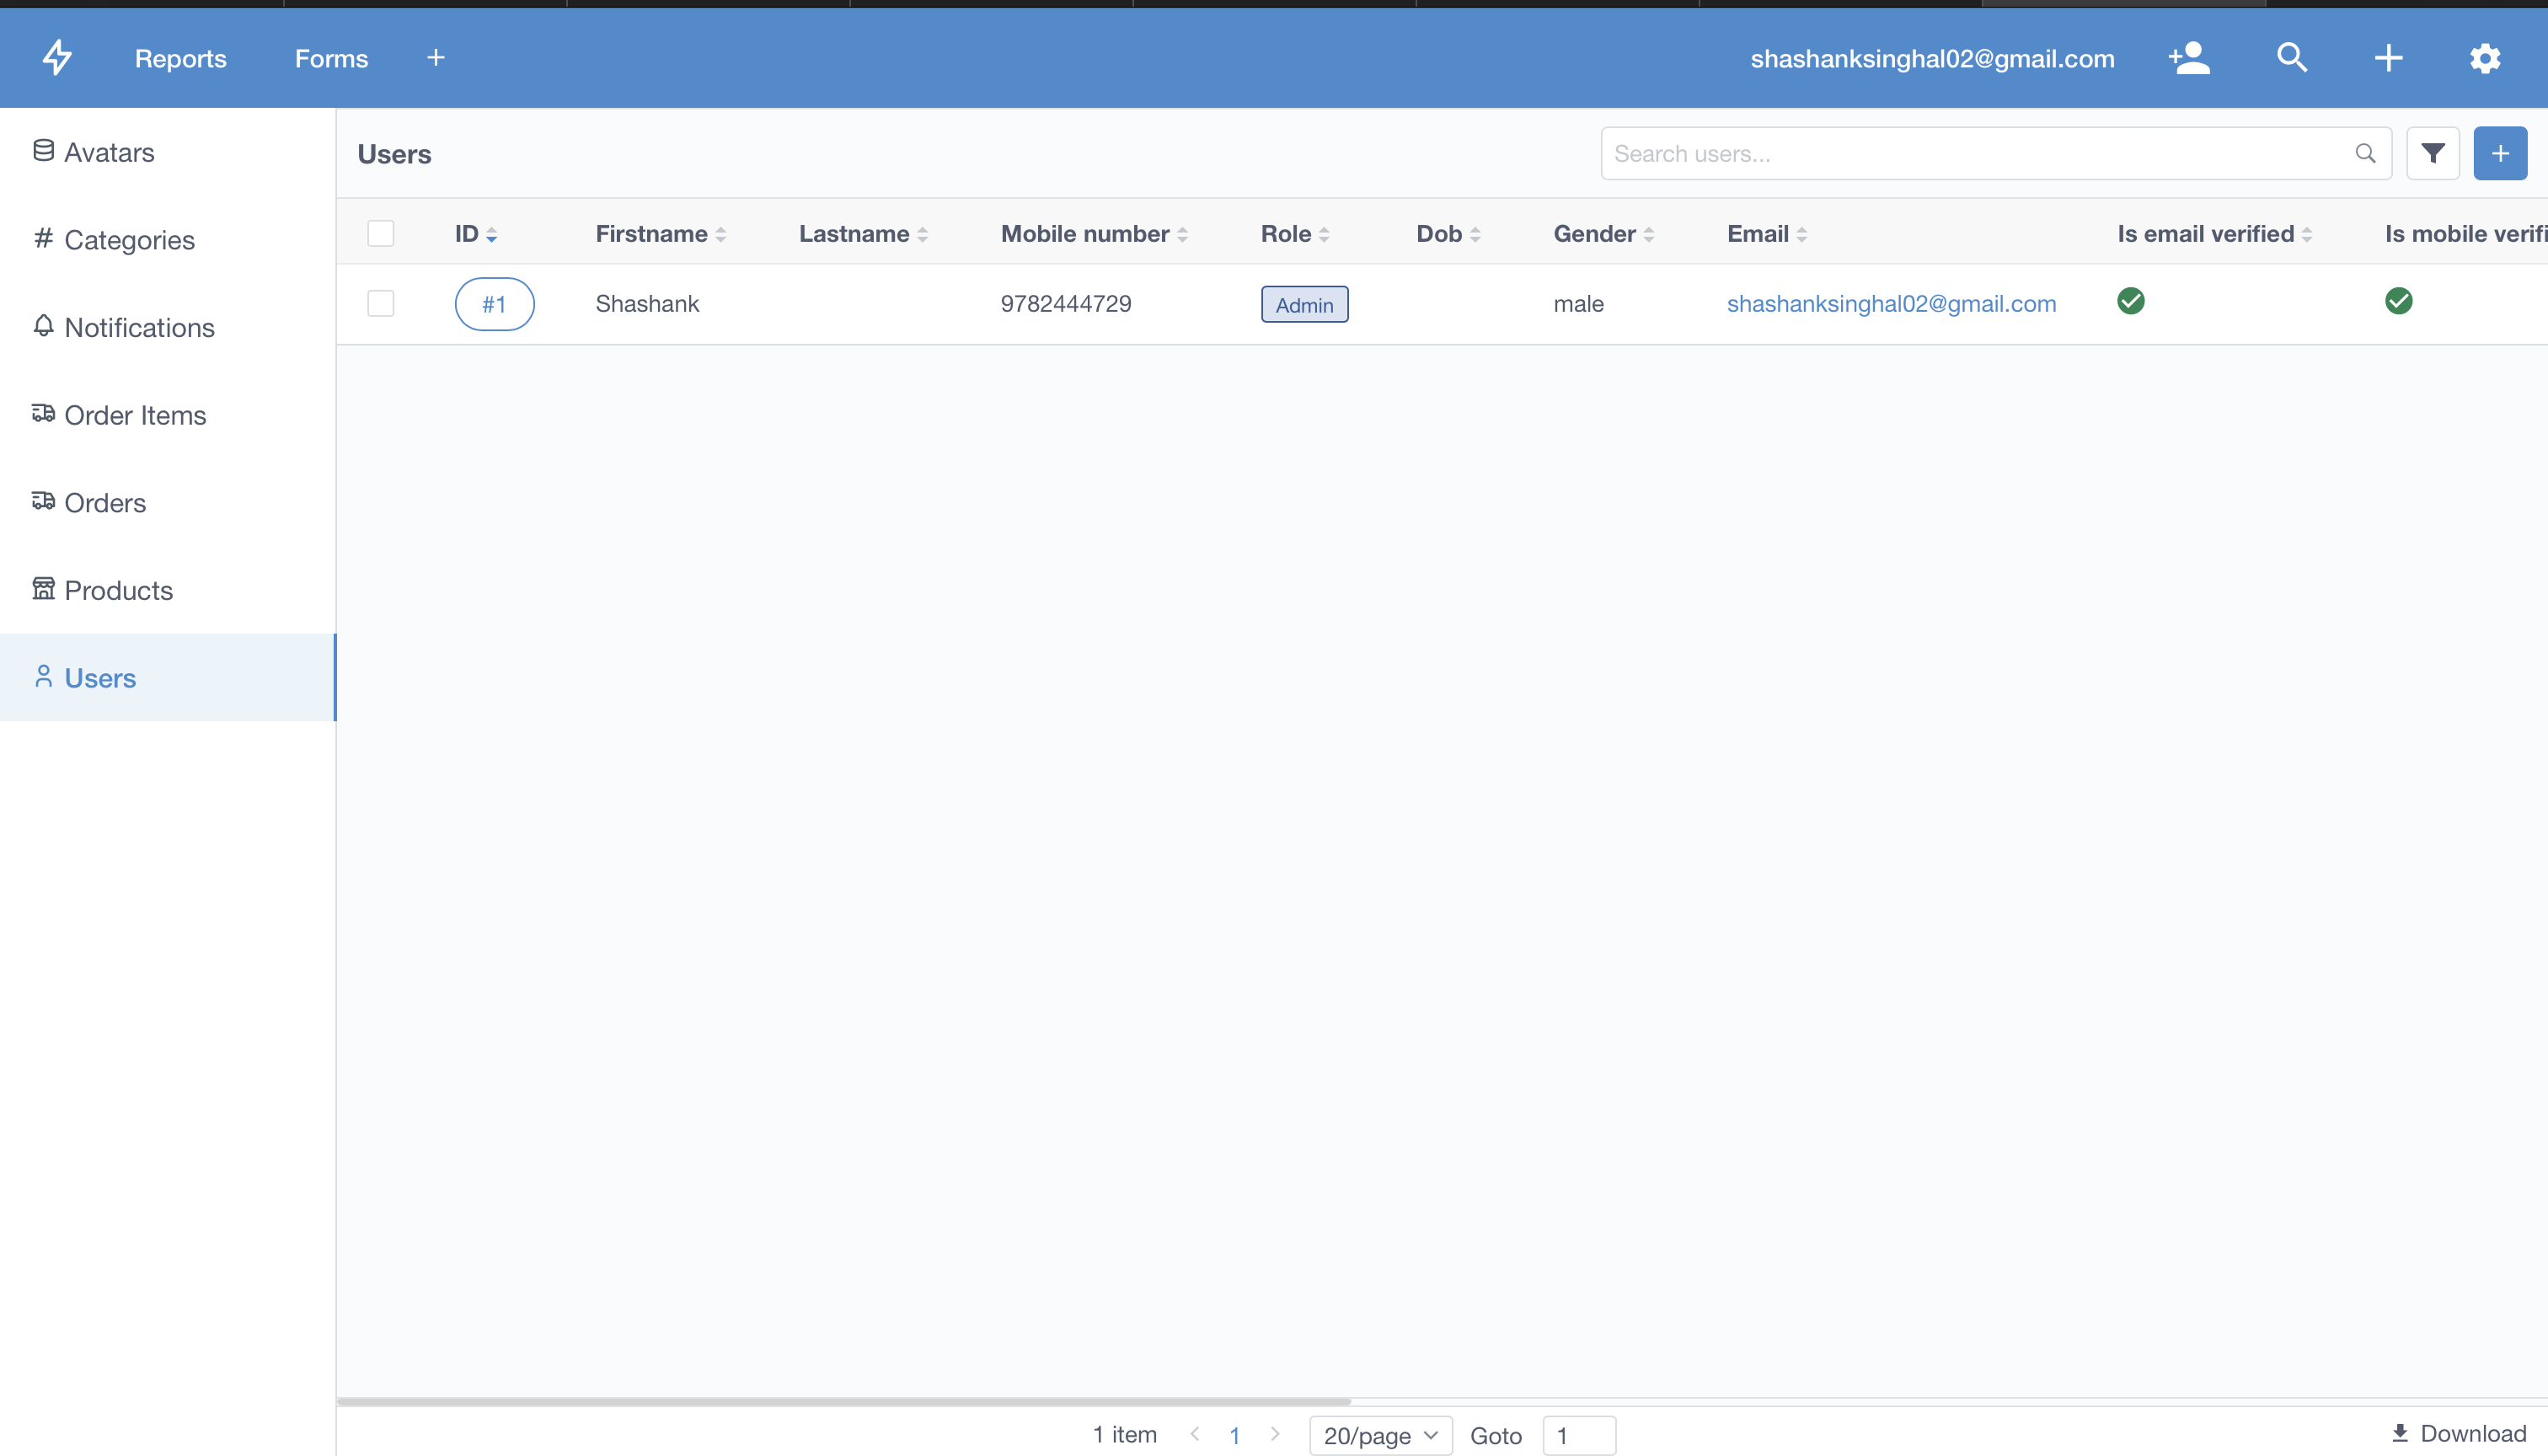 Reports Forms + shashanksinghal02@gmail.com
Avatars
Categories
Notifications
Order Items
Orders
Products
Users
Users Search users...
ID Firstname Lastname Mobile number Role Dob Gender Email Is email verified Is mobile verifi
#1 Shashank 9782444729 Admin male shashanksinghal02@gmail.com
1 item 1 20/page Goto 1 Download